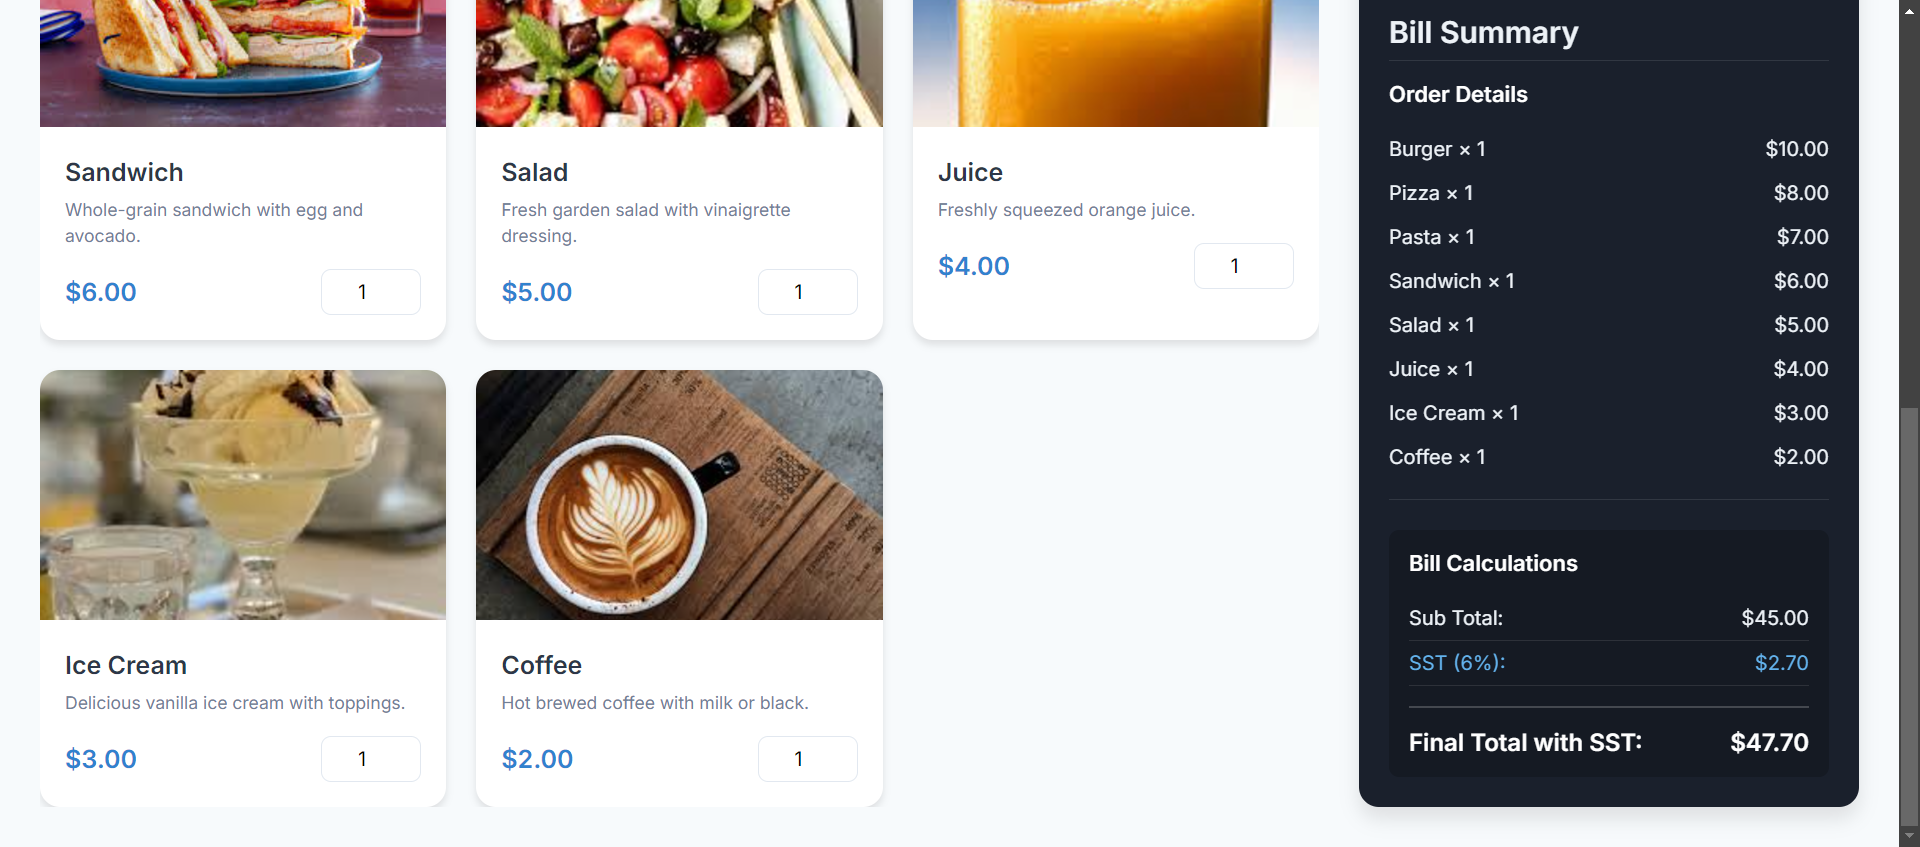 Sandwich
Whole-grain sandwich with egg and
avocado.
$6.00
1
Salad
Fresh garden salad with vinaigrette
dressing.
$5.00
1
Juice
Freshly squeezed orange juice.
$4.00
1
Ice Cream
Delicious vanilla ice cream with toppings.
$3.00
1
Coffee
Hot brewed coffee with milk or black.
$2.00
1
Bill Summary
Order Details
Burger × 1 $10.00
Pizza × 1 $8.00
Pasta × 1 $7.00
Sandwich × 1 $6.00
Salad × 1 $5.00
Juice × 1 $4.00
Ice Cream × 1 $3.00
Coffee × 1 $2.00
Bill Calculations
Sub Total: $45.00
SST (6%): $2.70
Final Total with SST: $47.70